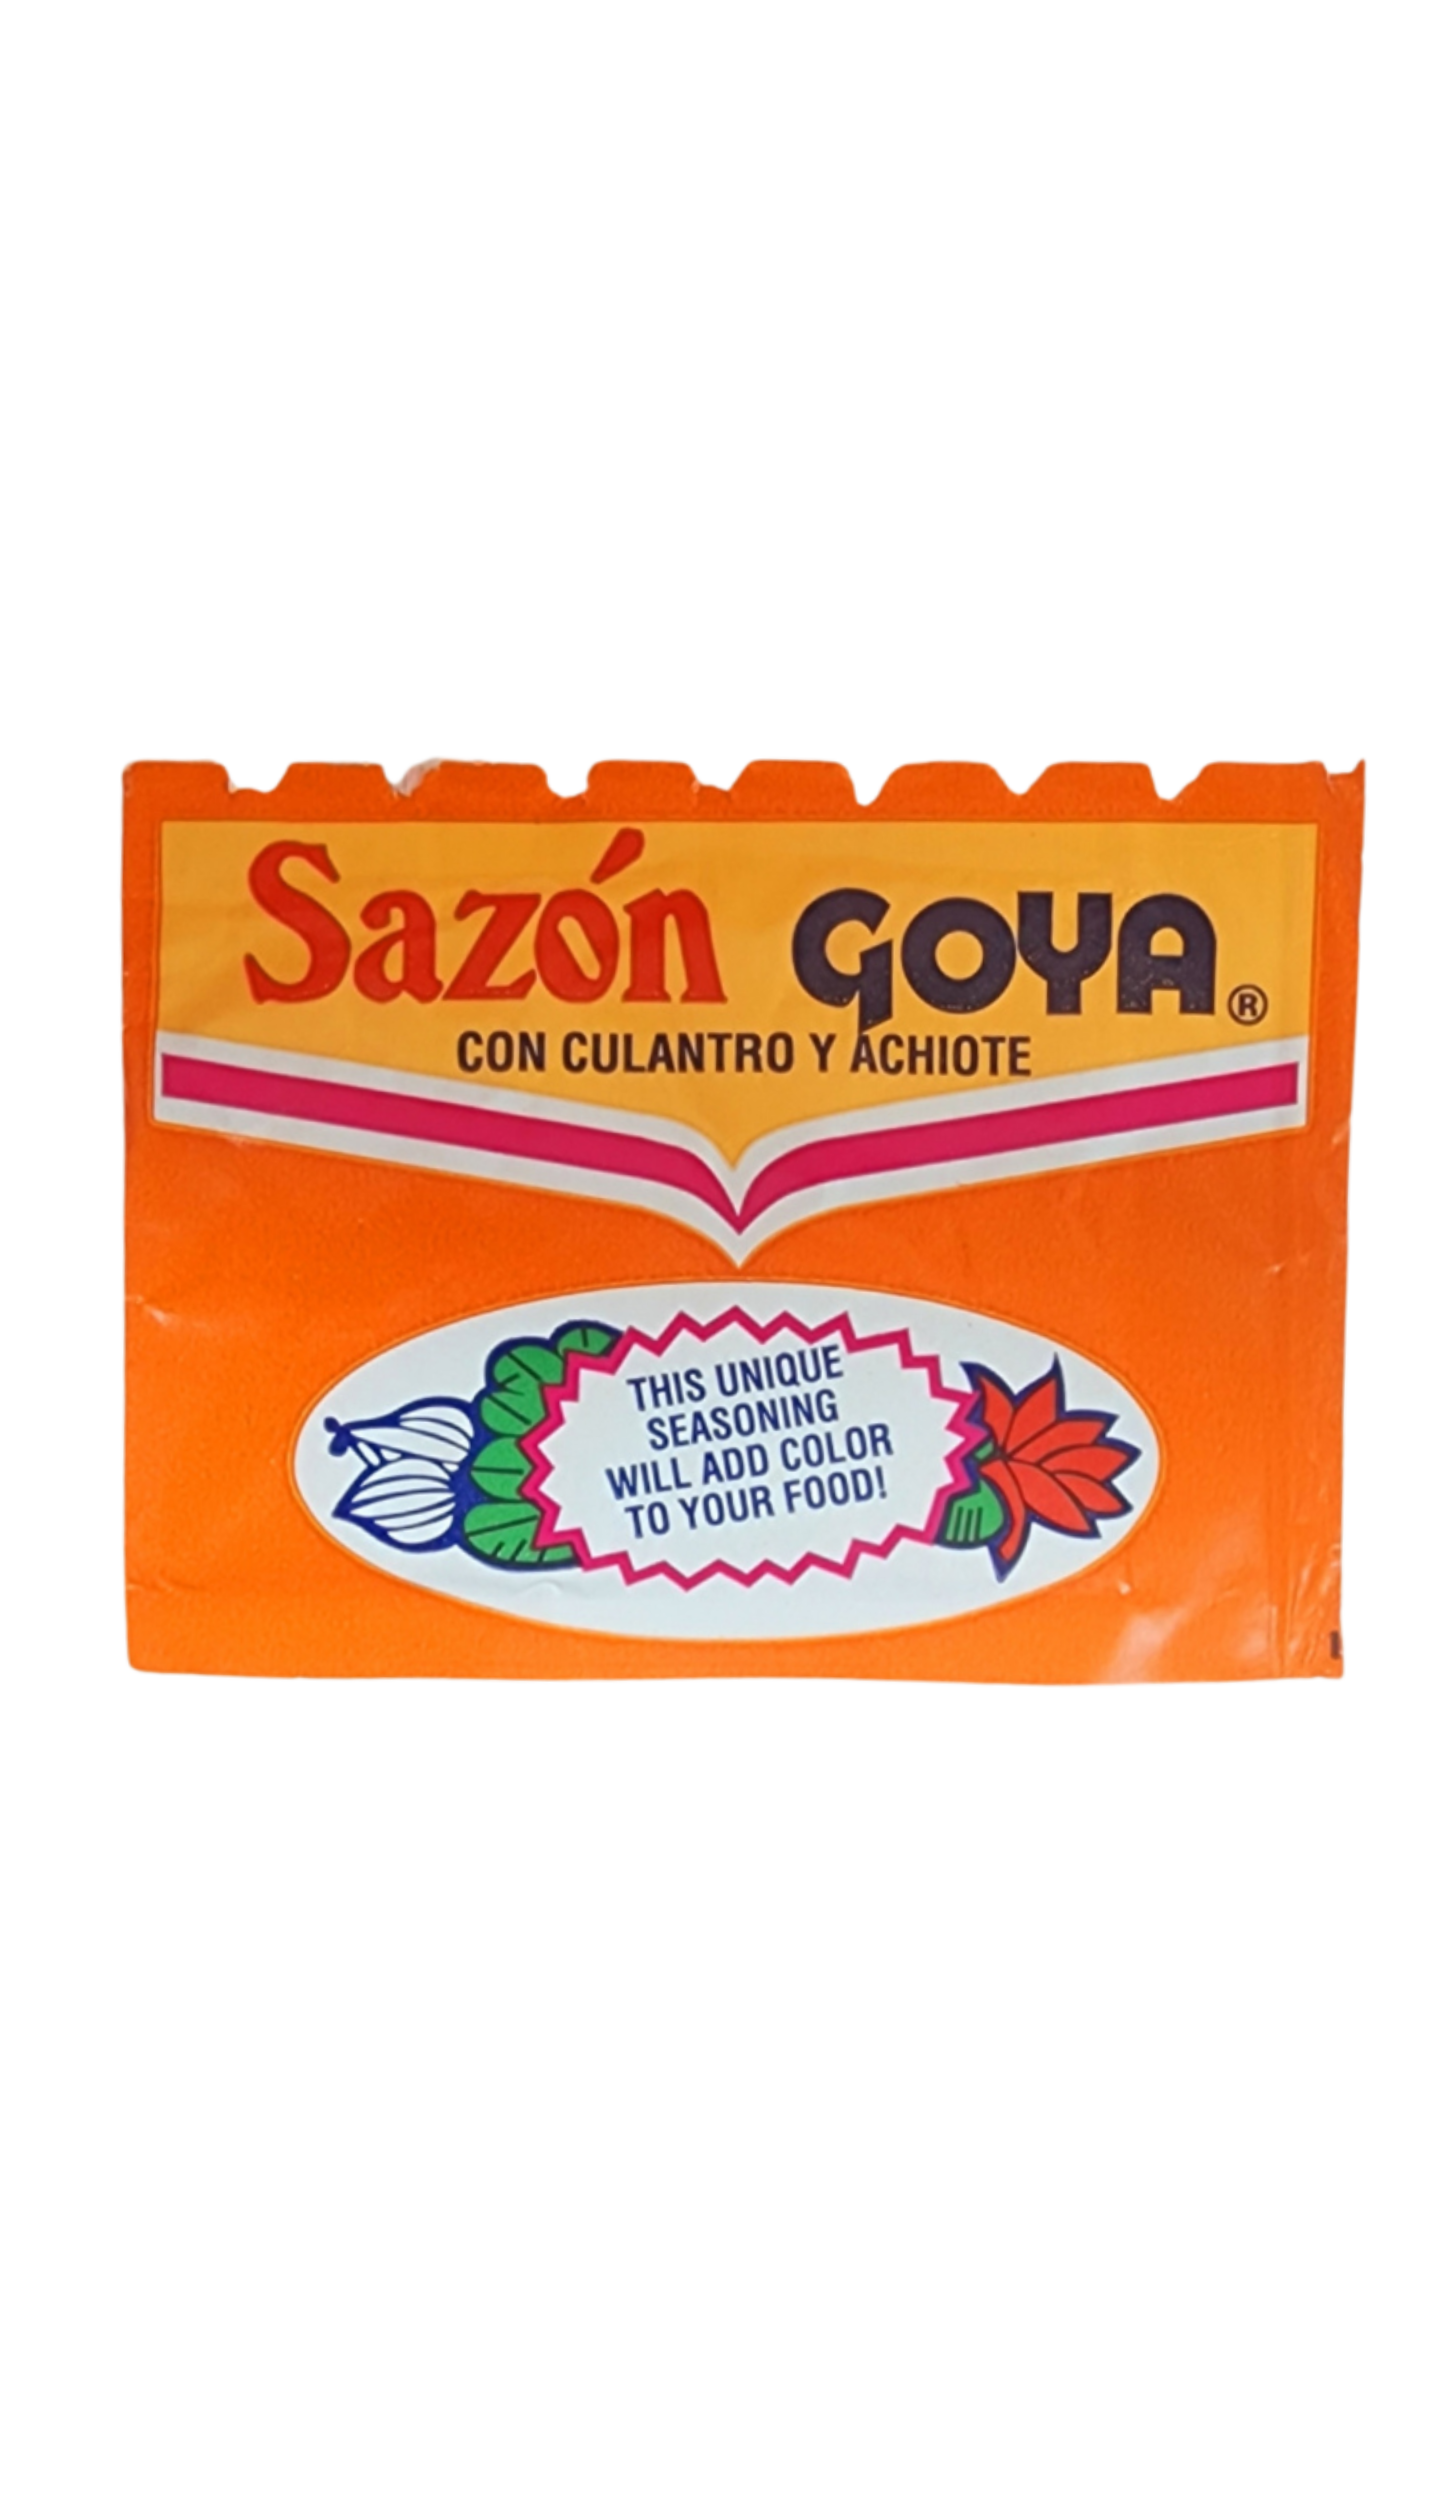 Sazón GOYA®
CON CULANTRO Y ACHIOTE
THIS UNIQUE
SEASONING
WILL ADD COLOR
TO YOUR FOOD!